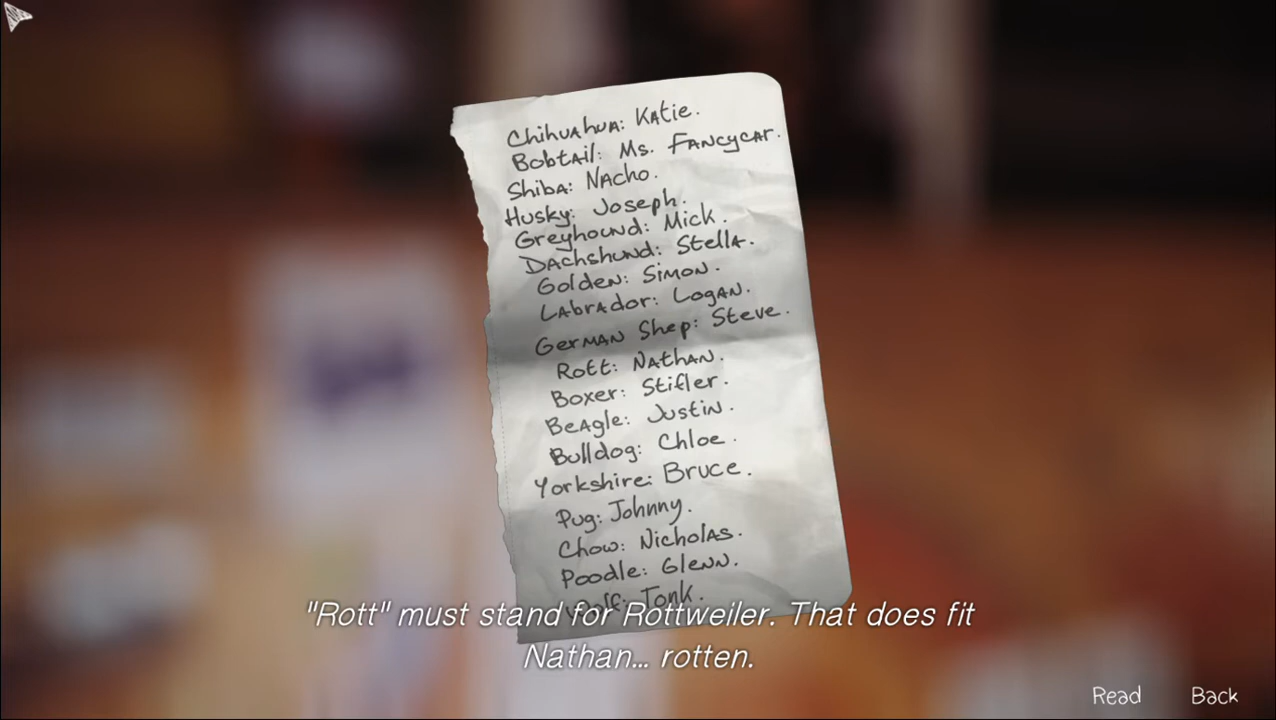 Chihuahua: Katie.
Bobtail: Ms. Fancycar.
Shiba: Nacho.
Husky: Joseph.
Greyhound: Mick.
Dachshund: Stella.
Golden: Simon.
Labrador: Logan.
German Shep: Steve.
Rott: Nathan.
Boxer: Stifler.
Beagle: Justin.
Bulldog: Chloe.
Yorkshire: Bruce.
Pug: Johnny.
Chow: Nicholas.
Poodle: Glenn.
Wolf: Tonk.
"Rott" must stand for Rottweiler. That does fit
Nathan... rotten.
Read Back